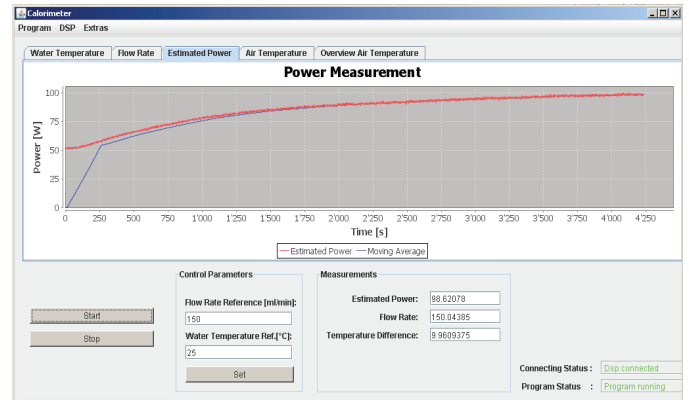 Calorimeter
Program DSP Extras
Water Temperature Flow Rate Estimated Power Air Temperature Overview Air Temperature
Power Measurement
Power [W]
100
75
50
25
0
0 250 500 750 1'000 1'250 1'500 1'750 2'000 2'250 2'500 2'750 3'000 3'250 3'500 3'750 4'000 4'250
Time [s]
Estimated Power Moving Average
Control Parameters
Flow Rate Reference [ml/min]:
150
Water Temperature Ref.[°C]:
25
Set
Measurements
Estimated Power: 98.62078
Flow Rate: 150.04385
Temperature Difference: 9.9609375
Start
Stop
Connecting Status : Dsp connected
Program Status : Program running